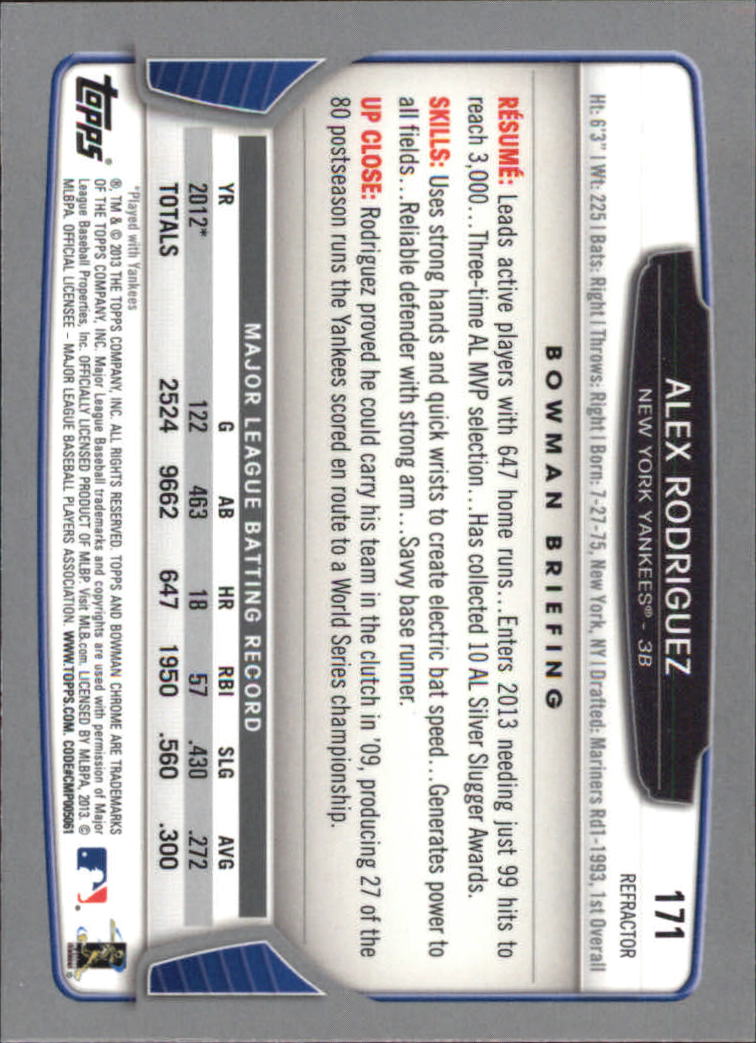 171
REFRACTOR
ALEX RODRIGUEZ
NEW YORK YANKEES® - 3B
Ht: 6'3" | Wt: 225 | Bats: Right | Throws: Right | Born: 7-27-75, New York, NY | Drafted: Mariners Rd1-1993, 1st Overall
BOWMAN BRIEFING
RÉSUMÉ: Leads active players with 647 home runs...Enters 2013 needing just 99 hits to
reach 3,000...Three-time AL MVP selection...Has collected 10 AL Silver Slugger Awards.
SKILLS: Uses strong hands and quick wrists to create electric bat speed...Generates power to
all fields...Reliable defender with strong arm...Savvy base runner.
UP CLOSE: Rodriguez proved he could carry his team in the clutch in '09, producing 27 of the
80 postseason runs the Yankees scored en route to a World Series championship.
MAJOR LEAGUE BATTING RECORD
YR G AB HR RBI SLG AVG
2012* 122 463 18 57 .430 .272
TOTALS 2524 9662 647 1950 .560 .300
*Played with Yankees
topps®
®, TM & © 2013 THE TOPPS COMPANY, INC. ALL RIGHTS RESERVED. TOPPS AND BOWMAN CHROME ARE TRADEMARKS
OF THE TOPPS COMPANY, INC. Major League Baseball trademarks and copyrights are used with permission of Major
League Baseball Properties, Inc. OFFICIALLY LICENSED PRODUCT OF MLBP. Visit MLB.com. LICENSED BY MLBPA, 2013. ©
MLBPA. OFFICIAL LICENSEE – MAJOR LEAGUE BASEBALL PLAYERS ASSOCIATION. WWW.TOPPS.COM. CODE#CMP005061